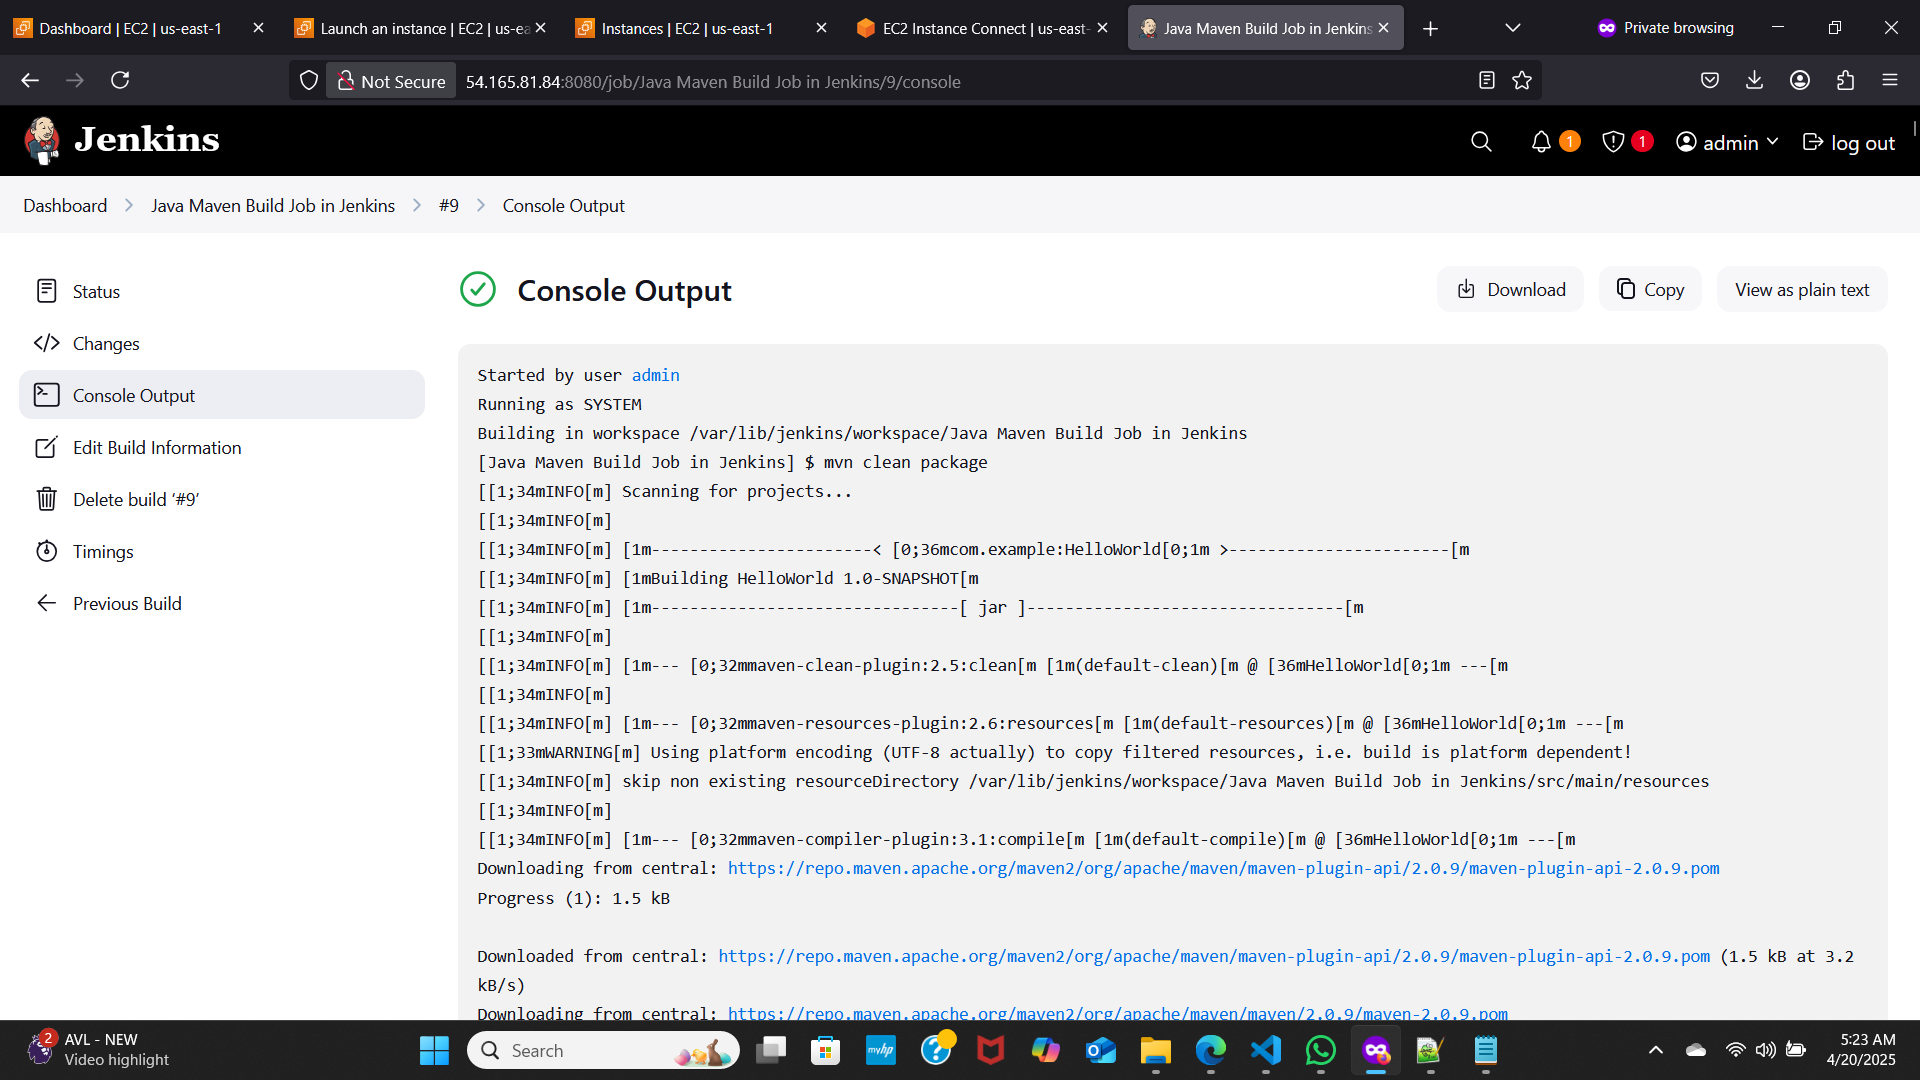 Dashboard | EC2 | us-east-1
Launch an instance | EC2 | us-ea
Instances | EC2 | us-east-1
EC2 Instance Connect | us-east-
Java Maven Build Job in Jenkins
Private browsing
Not Secure
54.165.81.84:8080/job/Java Maven Build Job in Jenkins/9/console
Jenkins
1
1
admin
log out
Dashboard
Java Maven Build Job in Jenkins
#9
Console Output
Status
Changes
Console Output
Edit Build Information
Delete build ‘#9’
Timings
Previous Build
Console Output
Download
Copy
View as plain text
Started by user admin
Running as SYSTEM
Building in workspace /var/lib/jenkins/workspace/Java Maven Build Job in Jenkins
[Java Maven Build Job in Jenkins] $ mvn clean package
[[1;34mINFO[m] Scanning for projects...
[[1;34mINFO[m]
[[1;34mINFO[m] [1m-----------------------< [0;36mcom.example:HelloWorld[0;1m >-----------------------[m
[[1;34mINFO[m] [1mBuilding HelloWorld 1.0-SNAPSHOT[m
[[1;34mINFO[m] [1m--------------------------------[ jar ]---------------------------------[m
[[1;34mINFO[m]
[[1;34mINFO[m] [1m--- [0;32mmaven-clean-plugin:2.5:clean[m [1m(default-clean)[m @ [36mHelloWorld[0;1m ---[m
[[1;34mINFO[m]
[[1;34mINFO[m] [1m--- [0;32mmaven-resources-plugin:2.6:resources[m [1m(default-resources)[m @ [36mHelloWorld[0;1m ---[m
[[1;33mWARNING[m] Using platform encoding (UTF-8 actually) to copy filtered resources, i.e. build is platform dependent!
[[1;34mINFO[m] skip non existing resourceDirectory /var/lib/jenkins/workspace/Java Maven Build Job in Jenkins/src/main/resources
[[1;34mINFO[m]
[[1;34mINFO[m] [1m--- [0;32mmaven-compiler-plugin:3.1:compile[m [1m(default-compile)[m @ [36mHelloWorld[0;1m ---[m
Downloading from central: https://repo.maven.apache.org/maven2/org/apache/maven/maven-plugin-api/2.0.9/maven-plugin-api-2.0.9.pom
Progress (1): 1.5 kB
Downloaded from central: https://repo.maven.apache.org/maven2/org/apache/maven/maven-plugin-api/2.0.9/maven-plugin-api-2.0.9.pom (1.5 kB at 3.2
kB/s)
Downloading from central: https://repo.maven.apache.org/maven2/org/apache/maven/maven/2.0.9/maven-2.0.9.pom
2
AVL - NEW
Video highlight
Search
myhp
5:23 AM
4/20/2025